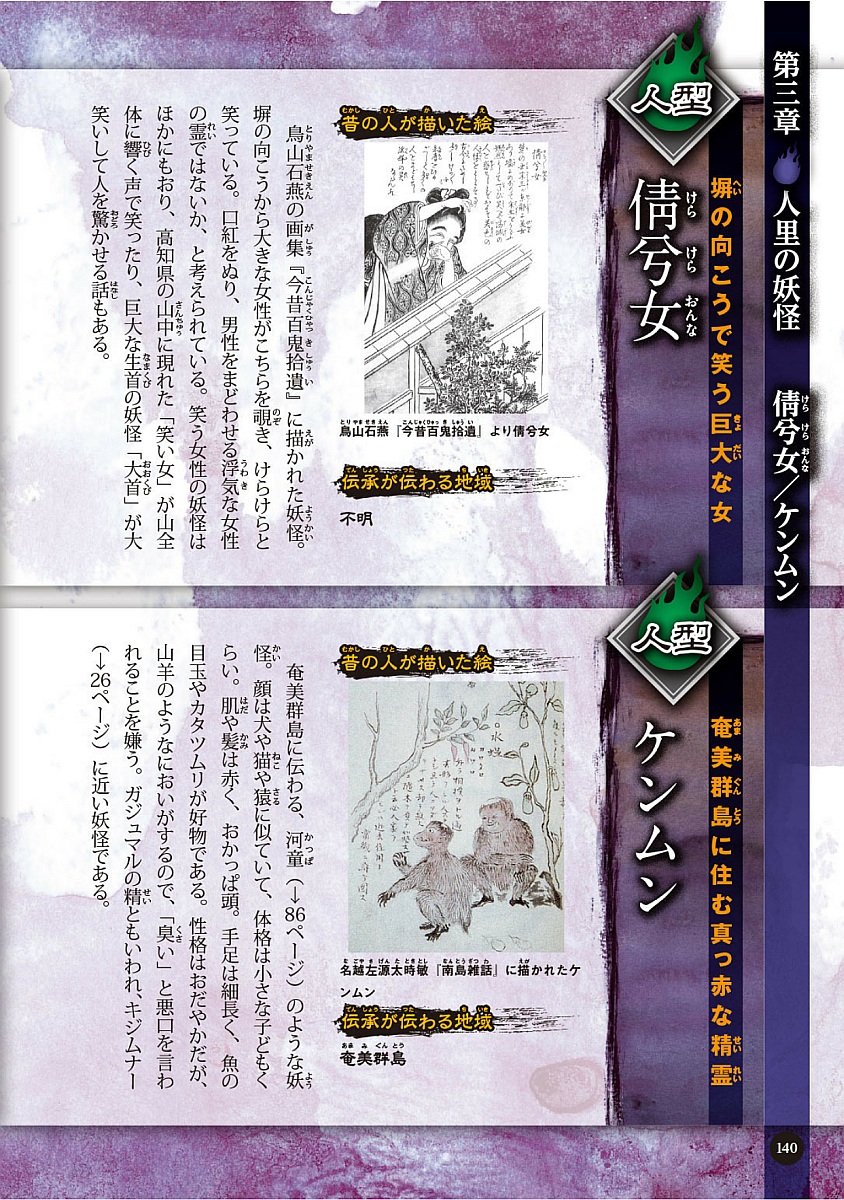 第三章 人里の妖怪 倩兮女／ケンムン
人型
塀の向こうで笑う巨大な女
倩兮女
昔の人が描いた絵
倩兮女
鳥山石燕『今昔百鬼拾遺』より倩兮女
伝承が伝わる地域
不明
鳥山石燕の画集『今昔百鬼拾遺』に描かれた妖怪。
塀の向こうから大きな女性がこちらを覗き、けらけらと
笑っている。口紅をぬり、男性をまどわせる浮気な女性
の霊ではないか、と考えられている。笑う女性の妖怪は
ほかにもおり、高知県の山中に現れた「笑い女」が山全
体に響く声で笑ったり、巨大な生首の妖怪「大首」が大
笑いして人を驚かせる話もある。
人型
奄美群島に住む真っ赤な精霊
ケンムン
昔の人が描いた絵
名越左源太時敏『南島雑話』に描かれたケ
ンムン
伝承が伝わる地域
奄美群島
奄美群島に伝わる、河童（→86ページ）のような妖
怪。顔は犬や猫や猿に似ていて、体格は小さな子どもく
らい。肌や髪は赤く、おかっぱ頭。手足は細長く、魚の
目玉やカタツムリが好物である。性格はおだやかだが、
山羊のようなにおいがするので、「臭い」と悪口を言わ
れることを嫌う。ガジュマルの精ともいわれ、キジムナー
（→26ページ）に近い妖怪である。
140